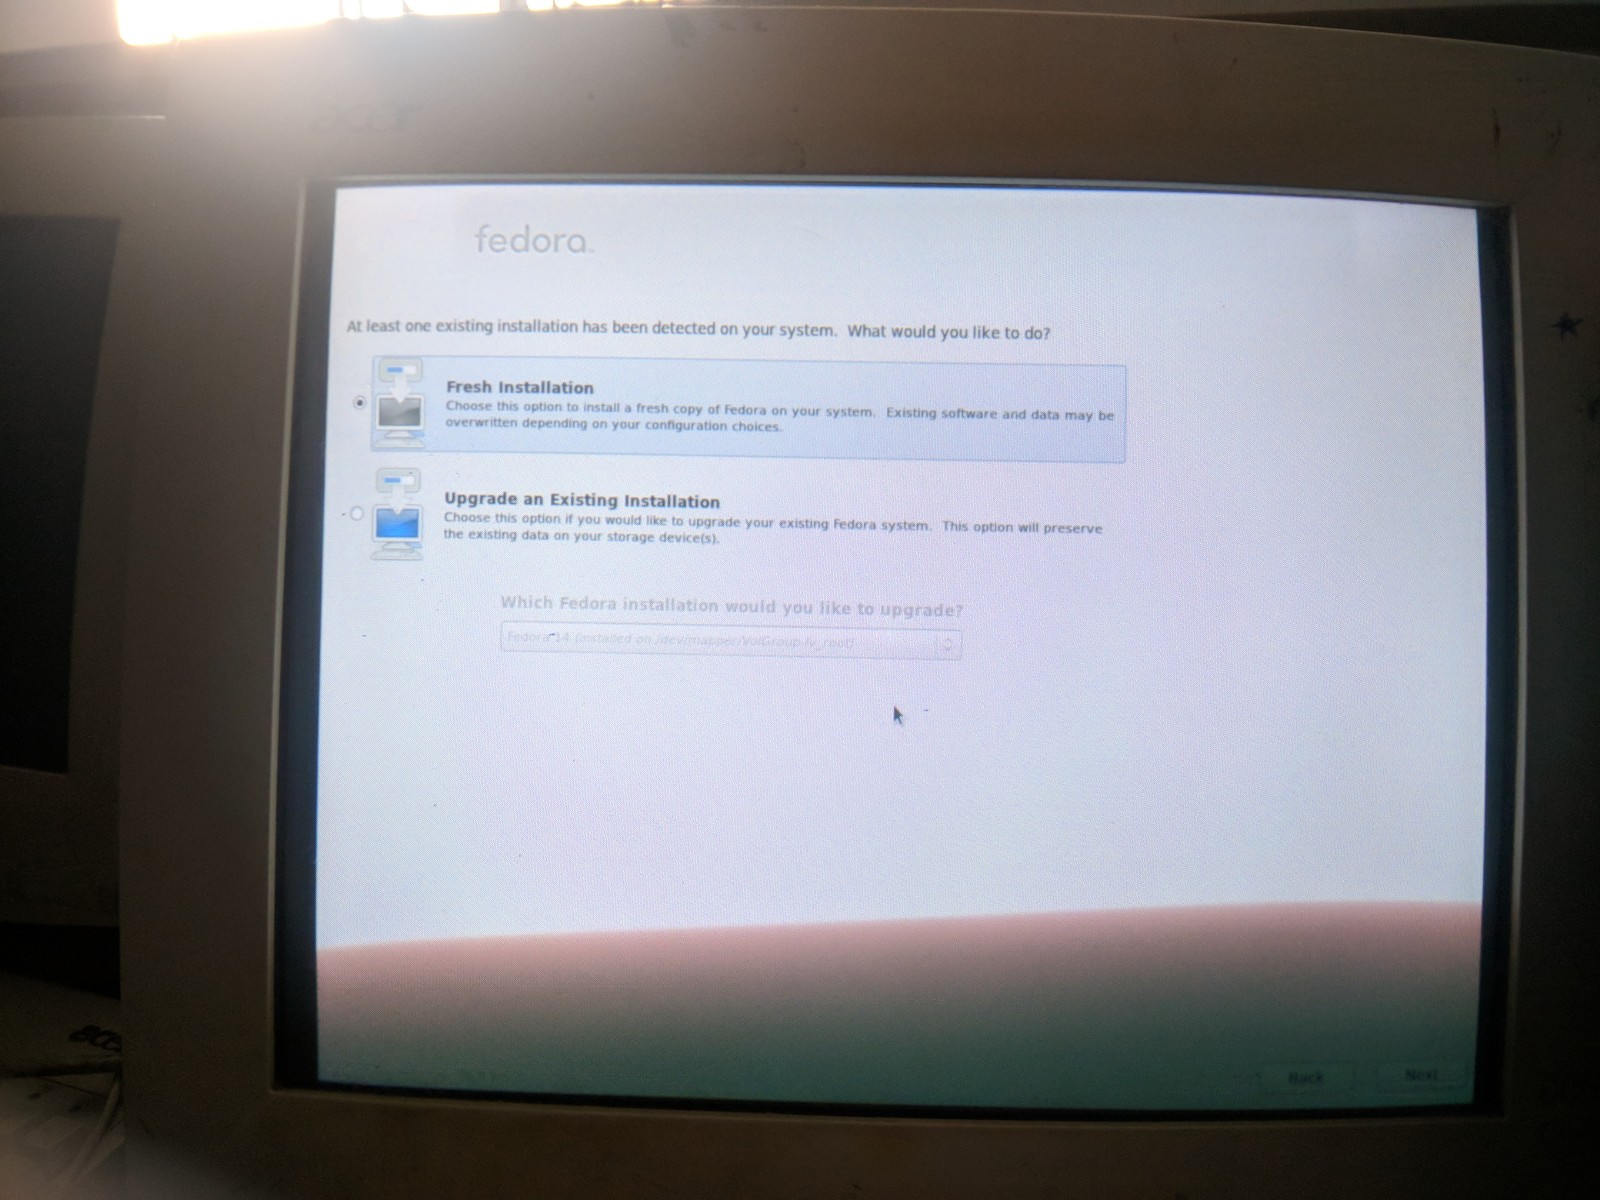 acer
fedora
At least one existing installation has been detected on your system. What would you like to do?
Fresh Installation
Choose this option to install a fresh copy of Fedora on your system. Existing software and data may be
overwritten depending on your configuration choices.
Upgrade an Existing Installation
Choose this option if you would like to upgrade your existing Fedora system. This option will preserve
the existing data on your storage device(s).
Which Fedora installation would you like to upgrade?
Fedora 14 (installed on /dev/mapper/VolGroup-lv_root)
acer
Back
Next